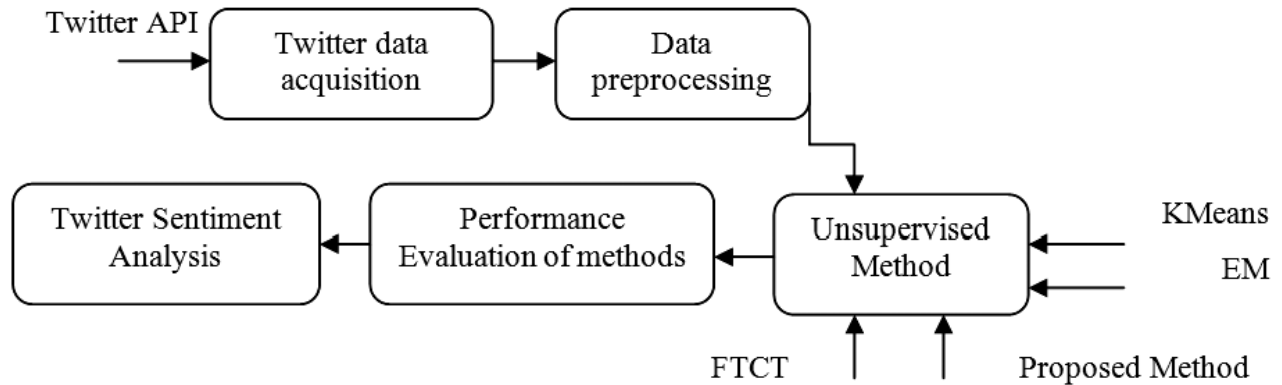 Twitter API
Twitter data
acquisition
Data
preprocessing
Twitter Sentiment
Analysis
Performance
Evaluation of methods
Unsupervised
Method
KMeans
EM
FTCT
Proposed Method